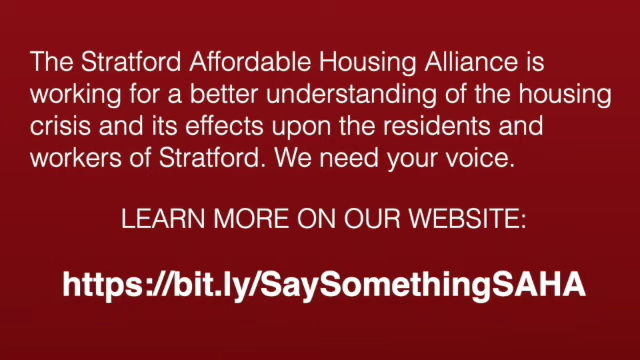 The Stratford Affordable Housing Alliance is
working for a better understanding of the housing
crisis and its effects upon the residents and
workers of Stratford. We need your voice.
LEARN MORE ON OUR WEBSITE:
https://bit.ly/SaySomethingSAHA